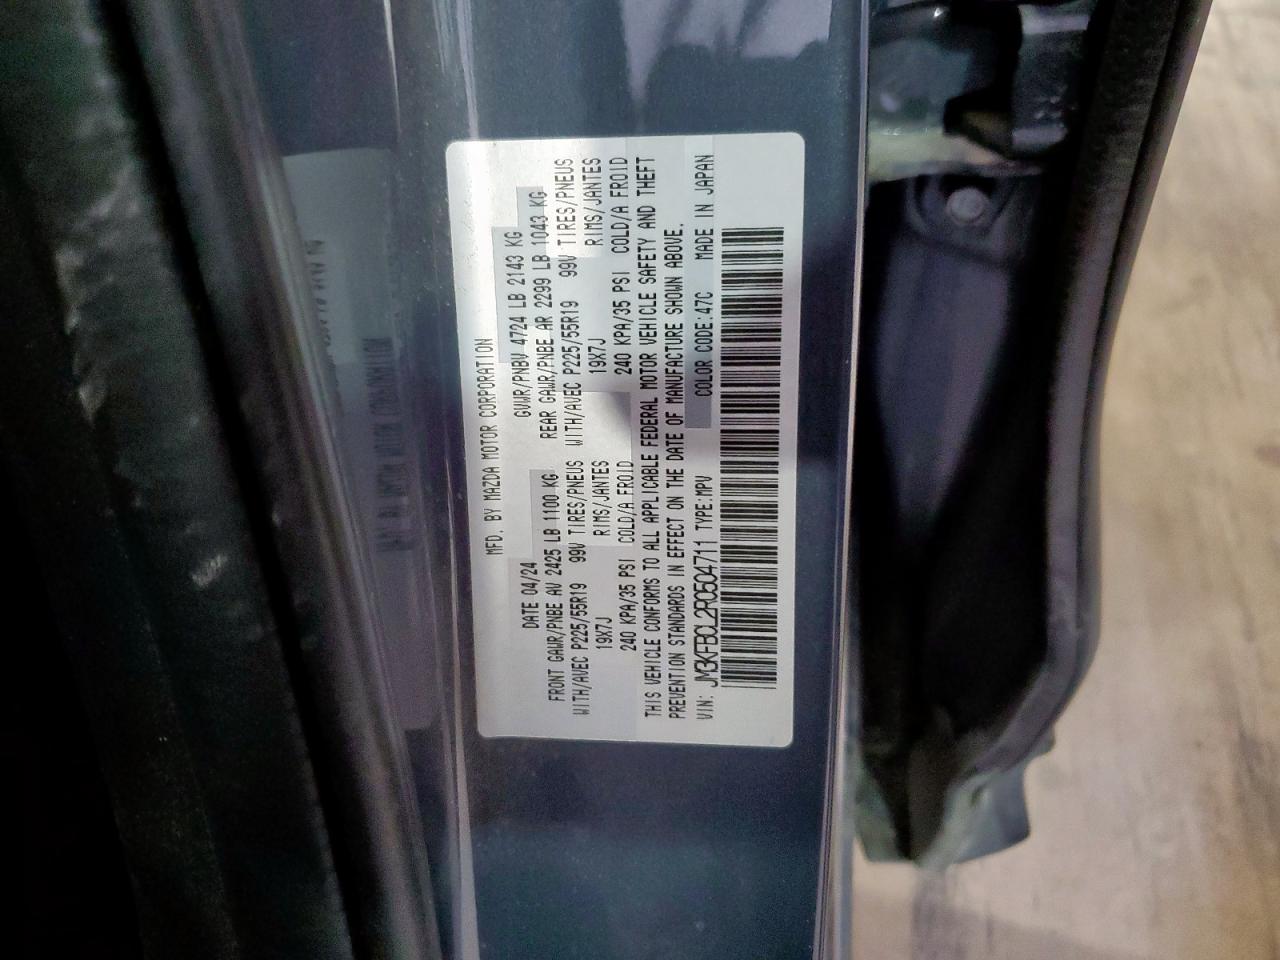 MFD. BY MAZDA MOTOR CORPORATION
DATE 04/24 GVWR/PNBV 4724 LB 2143 KG
FRONT GAWR/PNBE AV 2425 LB 1100 KG REAR GAWR/PNBE AR 2299 LB 1043 KG
WITH/AVEC P225/55R19 99V TIRES/PNEUS WITH/AVEC P225/55R19 99V TIRES/PNEUS
19X7J RIMS/JANTES 19X7J RIMS/JANTES
240 KPA/35 PSI COLD/A FROID 240 KPA/35 PSI COLD/A FROID
THIS VEHICLE CONFORMS TO ALL APPLICABLE FEDERAL MOTOR VEHICLE SAFETY AND THEFT
PREVENTION STANDARDS IN EFFECT ON THE DATE OF MANUFACTURE SHOWN ABOVE.
VIN: JM3KFBCL2R0504711 TYPE:MPV COLOR CODE:47C MADE IN JAPAN